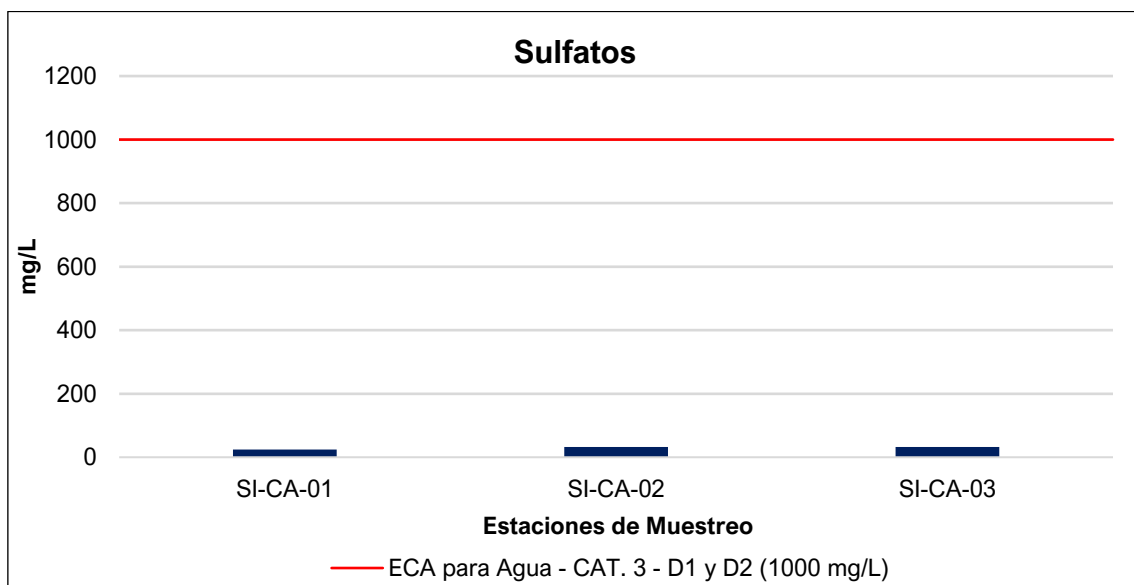 Sulfatos
1200
1000
800
600
400
200
0
mg/L
SI-CA-01 SI-CA-02 SI-CA-03
Estaciones de Muestreo
ECA para Agua - CAT. 3 - D1 y D2 (1000 mg/L)